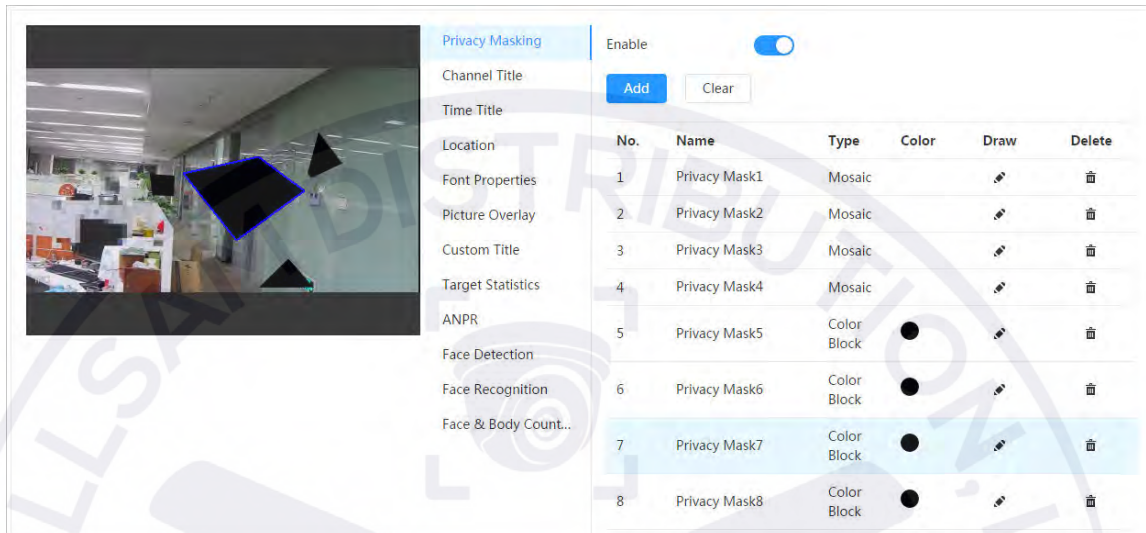 Privacy Masking
Channel Title
Time Title
Location
Font Properties
Picture Overlay
Custom Title
Target Statistics
ANPR
Face Detection
Face Recognition
Face & Body Count...
Enable
Add Clear
No. Name Type Color Draw Delete
1 Privacy Mask1 Mosaic
2 Privacy Mask2 Mosaic
3 Privacy Mask3 Mosaic
4 Privacy Mask4 Mosaic
5 Privacy Mask5 Color
Block
6 Privacy Mask6 Color
Block
7 Privacy Mask7 Color
Block
8 Privacy Mask8 Color
Block
DISTRIBUTION,